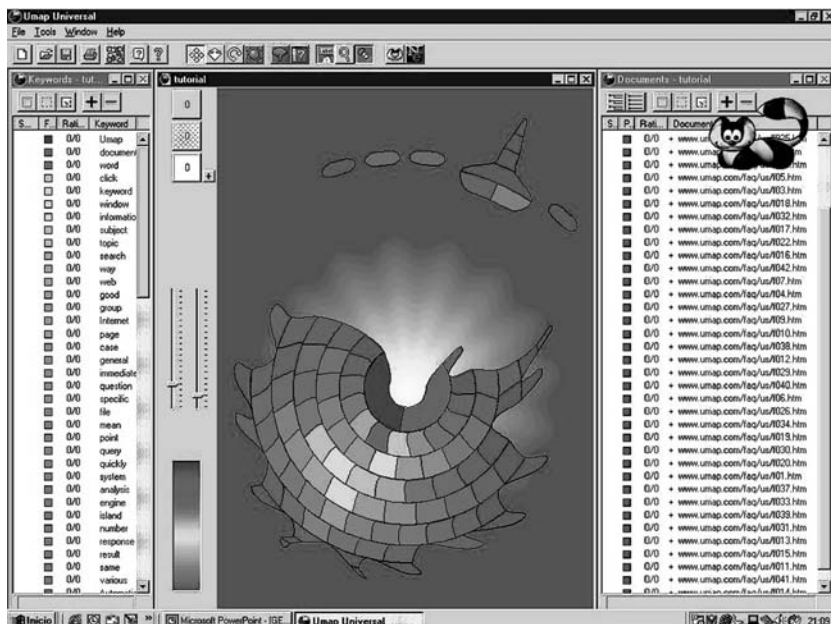 Umap Universal
File Tools Window Help
Keywords - tut...
tutorial
Documents - tutorial
S... F... Rati... Keyword
0/0 Umap
0/0 document
0/0 word
0/0 click
0/0 keyword
0/0 window
0/0 informatio
0/0 subject
0/0 topic
0/0 search
0/0 way
0/0 web
0/0 good
0/0 group
0/0 Internet
0/0 page
0/0 case
0/0 general
0/0 immediate
0/0 question
0/0 specific
0/0 file
0/0 mean
0/0 point
0/0 query
0/0 quickly
0/0 system
0/0 analysis
0/0 engine
0/0 island
0/0 number
0/0 response
0/0 result
0/0 same
0/0 various
0
0
0
S. P. Rati... Document
0/0 + www.um
0/0 + www.um
0/0 + www.umap
0/0 + www.umap.com/faq/us/f05.htm
0/0 + www.umap.com/faq/us/f03.htm
0/0 + www.umap.com/faq/us/f018.htm
0/0 + www.umap.com/faq/us/f032.htm
0/0 + www.umap.com/faq/us/f017.htm
0/0 + www.umap.com/faq/us/f022.htm
0/0 + www.umap.com/faq/us/f016.htm
0/0 + www.umap.com/faq/us/f042.htm
0/0 + www.umap.com/faq/us/f07.htm
0/0 + www.umap.com/faq/us/f04.htm
0/0 + www.umap.com/faq/us/f027.htm
0/0 + www.umap.com/faq/us/f09.htm
0/0 + www.umap.com/faq/us/f010.htm
0/0 + www.umap.com/faq/us/f038.htm
0/0 + www.umap.com/faq/us/f012.htm
0/0 + www.umap.com/faq/us/f029.htm
0/0 + www.umap.com/faq/us/f040.htm
0/0 + www.umap.com/faq/us/f06.htm
0/0 + www.umap.com/faq/us/f026.htm
0/0 + www.umap.com/faq/us/f034.htm
0/0 + www.umap.com/faq/us/f019.htm
0/0 + www.umap.com/faq/us/f030.htm
0/0 + www.umap.com/faq/us/f020.htm
0/0 + www.umap.com/faq/us/f01.htm
0/0 + www.umap.com/faq/us/f037.htm
0/0 + www.umap.com/faq/us/f033.htm
0/0 + www.umap.com/faq/us/f039.htm
0/0 + www.umap.com/faq/us/f031.htm
0/0 + www.umap.com/faq/us/f013.htm
0/0 + www.umap.com/faq/us/f015.htm
0/0 + www.umap.com/faq/us/f011.htm
0/0 + www.umap.com/faq/us/f041.htm
0/0 + www.umap.com/faq/us/f014.htm
Inicio Microsoft PowerPoint - [GE... Umap Universal 21:09